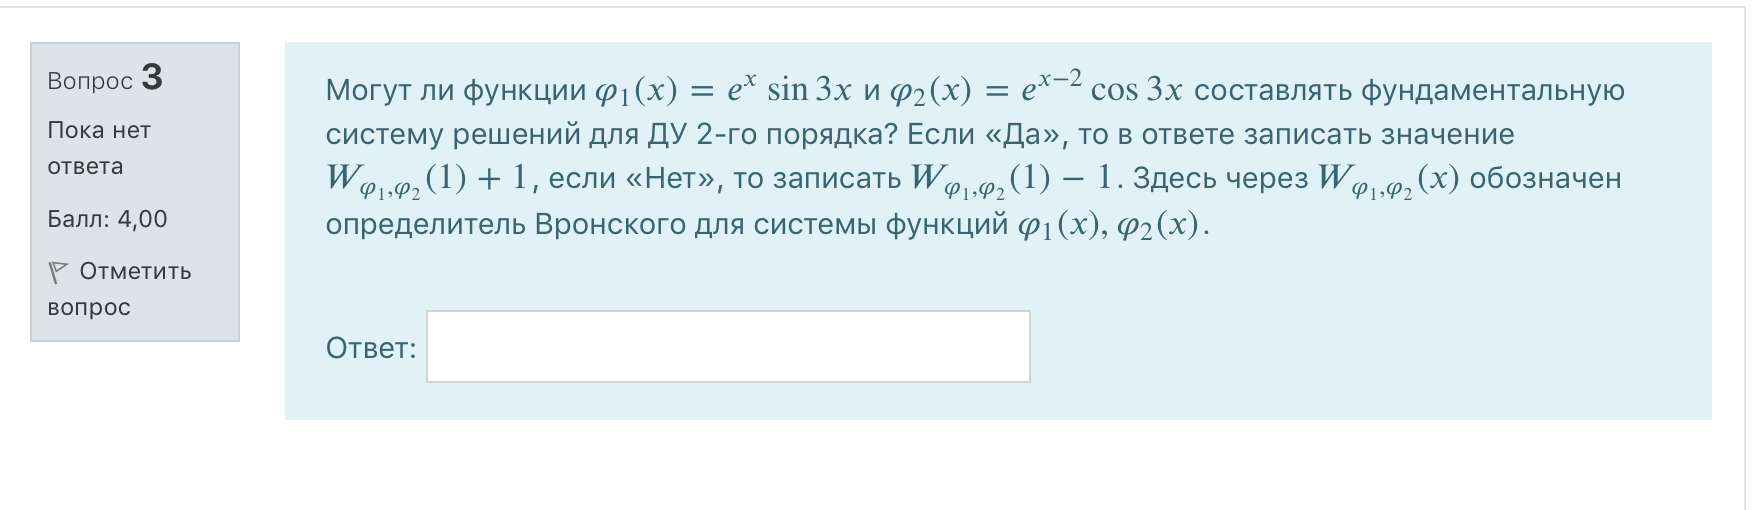 Вопрос 3
Пока нет
ответа
Балл: 4,00
Отметить
вопрос
Могут ли функции φ₁(x) = eˣ sin 3x и φ₂(x) = eˣ⁻² cos 3x составлять фундаментальную
систему решений для ДУ 2-го порядка? Если «Да», то в ответе записать значение
W_{φ₁,φ₂}(1) + 1, если «Нет», то записать W_{φ₁,φ₂}(1) − 1. Здесь через W_{φ₁,φ₂}(x) обозначен
определитель Вронского для системы функций φ₁(x), φ₂(x).
Ответ: